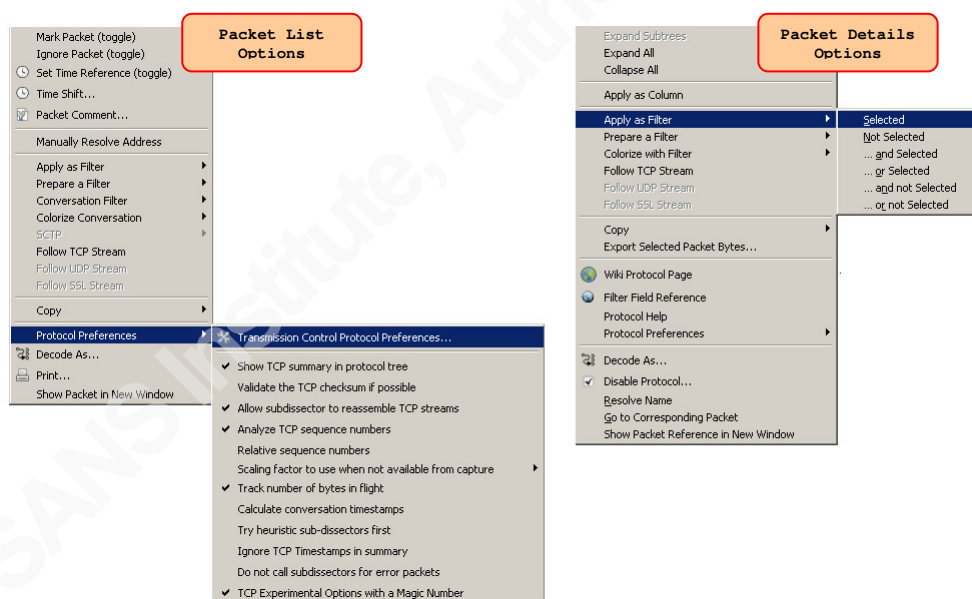 Packet List
Options
Mark Packet (toggle)
Ignore Packet (toggle)
Set Time Reference (toggle)
Time Shift...
Packet Comment...
Manually Resolve Address
Apply as Filter
Prepare a Filter
Conversation Filter
Colorize Conversation
SCTP
Follow TCP Stream
Follow UDP Stream
Follow SSL Stream
Copy
Protocol Preferences
Decode As...
Print...
Show Packet in New Window
Transmission Control Protocol Preferences...
Show TCP summary in protocol tree
Validate the TCP checksum if possible
Allow subdissector to reassemble TCP streams
Analyze TCP sequence numbers
Relative sequence numbers
Scaling factor to use when not available from capture
Track number of bytes in flight
Calculate conversation timestamps
Try heuristic sub-dissectors first
Ignore TCP Timestamps in summary
Do not call subdissectors for error packets
TCP Experimental Options with a Magic Number
Packet Details
Options
Expand Subtrees
Expand All
Collapse All
Apply as Column
Apply as Filter
Prepare a Filter
Colorize with Filter
Follow TCP Stream
Follow UDP Stream
Follow SSL Stream
Copy
Export Selected Packet Bytes...
Wiki Protocol Page
Filter Field Reference
Protocol Help
Protocol Preferences
Decode As...
Disable Protocol...
Resolve Name
Go to Corresponding Packet
Show Packet Reference in New Window
Selected
Not Selected
... and Selected
... or Selected
... and not Selected
... or not Selected
SANS Institute, Autho